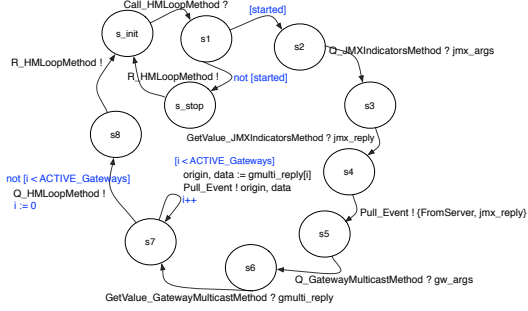 Call_HMLoopMethod ?
[started]
s_init
s1
s2
Q_JMXIndicatorsMethod ? jmx_args
R_HMLoopMethod !
R_HMLoopMethod !
not [started]
s_stop
s3
s8
GetValue_JMXIndicatorsMethod ? jmx_reply
[i < ACTIVE_Gateways]
origin, data := gmulti_reply[i]
Pull_Event ! origin, data
i++
s4
not [i < ACTIVE_Gateways]
Q_HMLoopMethod !
i := 0
Pull_Event ! {FromServer, jmx_reply}
s5
s7
s6
Q_GatewayMulticastMethod ? gw_args
GetValue_GatewayMulticastMethod ? gmulti_reply